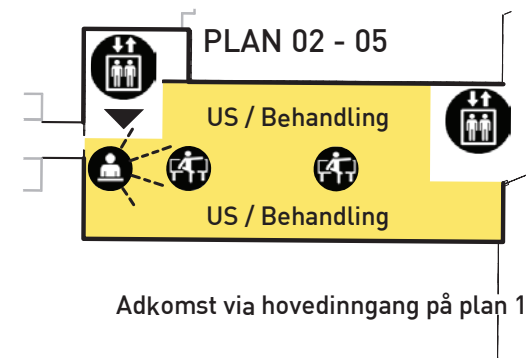 PLAN 02 - 05
US / Behandling
US / Behandling
Adkomst via hovedinngang på plan 1